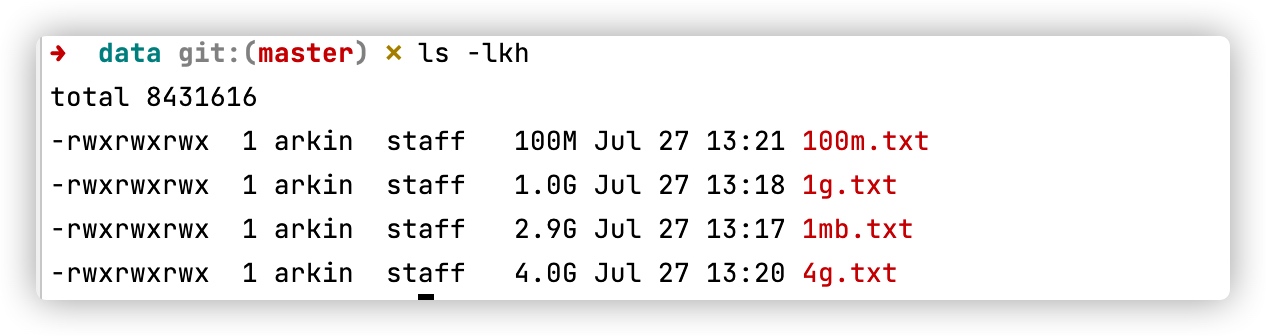 ➜  data git:(master) ✗ ls -lkh
total 8431616
-rwxrwxrwx  1 arkin  staff   100M Jul 27 13:21 100m.txt
-rwxrwxrwx  1 arkin  staff   1.0G Jul 27 13:18 1g.txt
-rwxrwxrwx  1 arkin  staff   2.9G Jul 27 13:17 1mb.txt
-rwxrwxrwx  1 arkin  staff   4.0G Jul 27 13:20 4g.txt